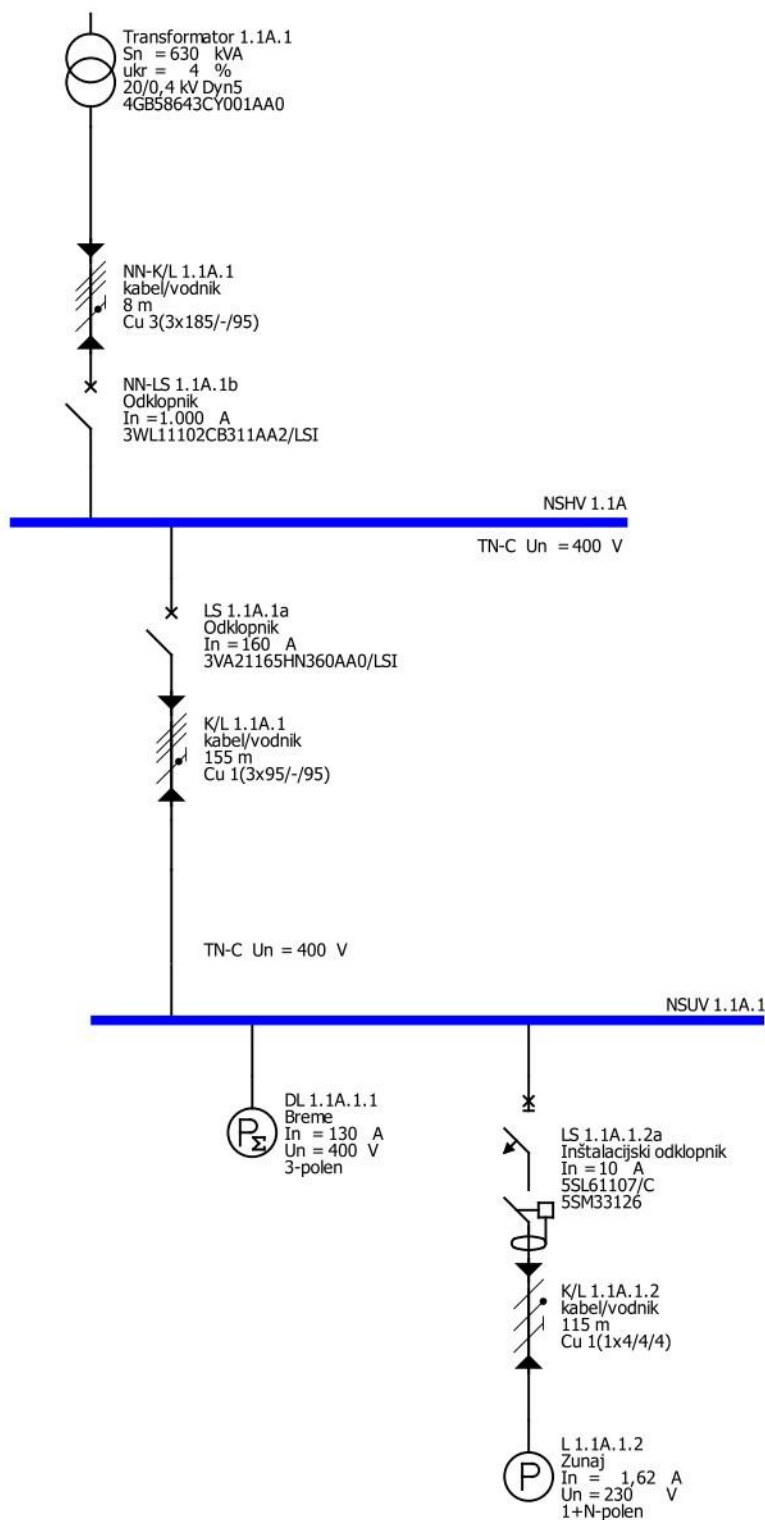 Transformator 1.1A.1
Sn = 630 kVA
ukr = 4 %
20/0,4 kV Dyn5
4GB58643CY001AA0
NN-K/L 1.1A.1
kabel/vodnik
8 m
Cu 3(3x185/-/95)
NN-LS 1.1A.1b
Odklopnik
In =1.000 A
3WL11102CB311AA2/LSI
NSHV 1.1A
TN-C Un = 400 V
LS 1.1A.1a
Odklopnik
In = 160 A
3VA21165HN360AA0/LSI
K/L 1.1A.1
kabel/vodnik
155 m
Cu 1(3x95/-/95)
TN-C Un = 400 V
NSUV 1.1A.1
DL 1.1A.1.1
Breme
In = 130 A
Un = 400 V
3-polen
PΣ
LS 1.1A.1.2a
Inštalacijski odklopnik
In = 10 A
5SL61107/C
5SM33126
K/L 1.1A.1.2
kabel/vodnik
115 m
Cu 1(1x4/4/4)
L 1.1A.1.2
Zunaj
In = 1,62 A
Un = 230 V
1+N-polen
P